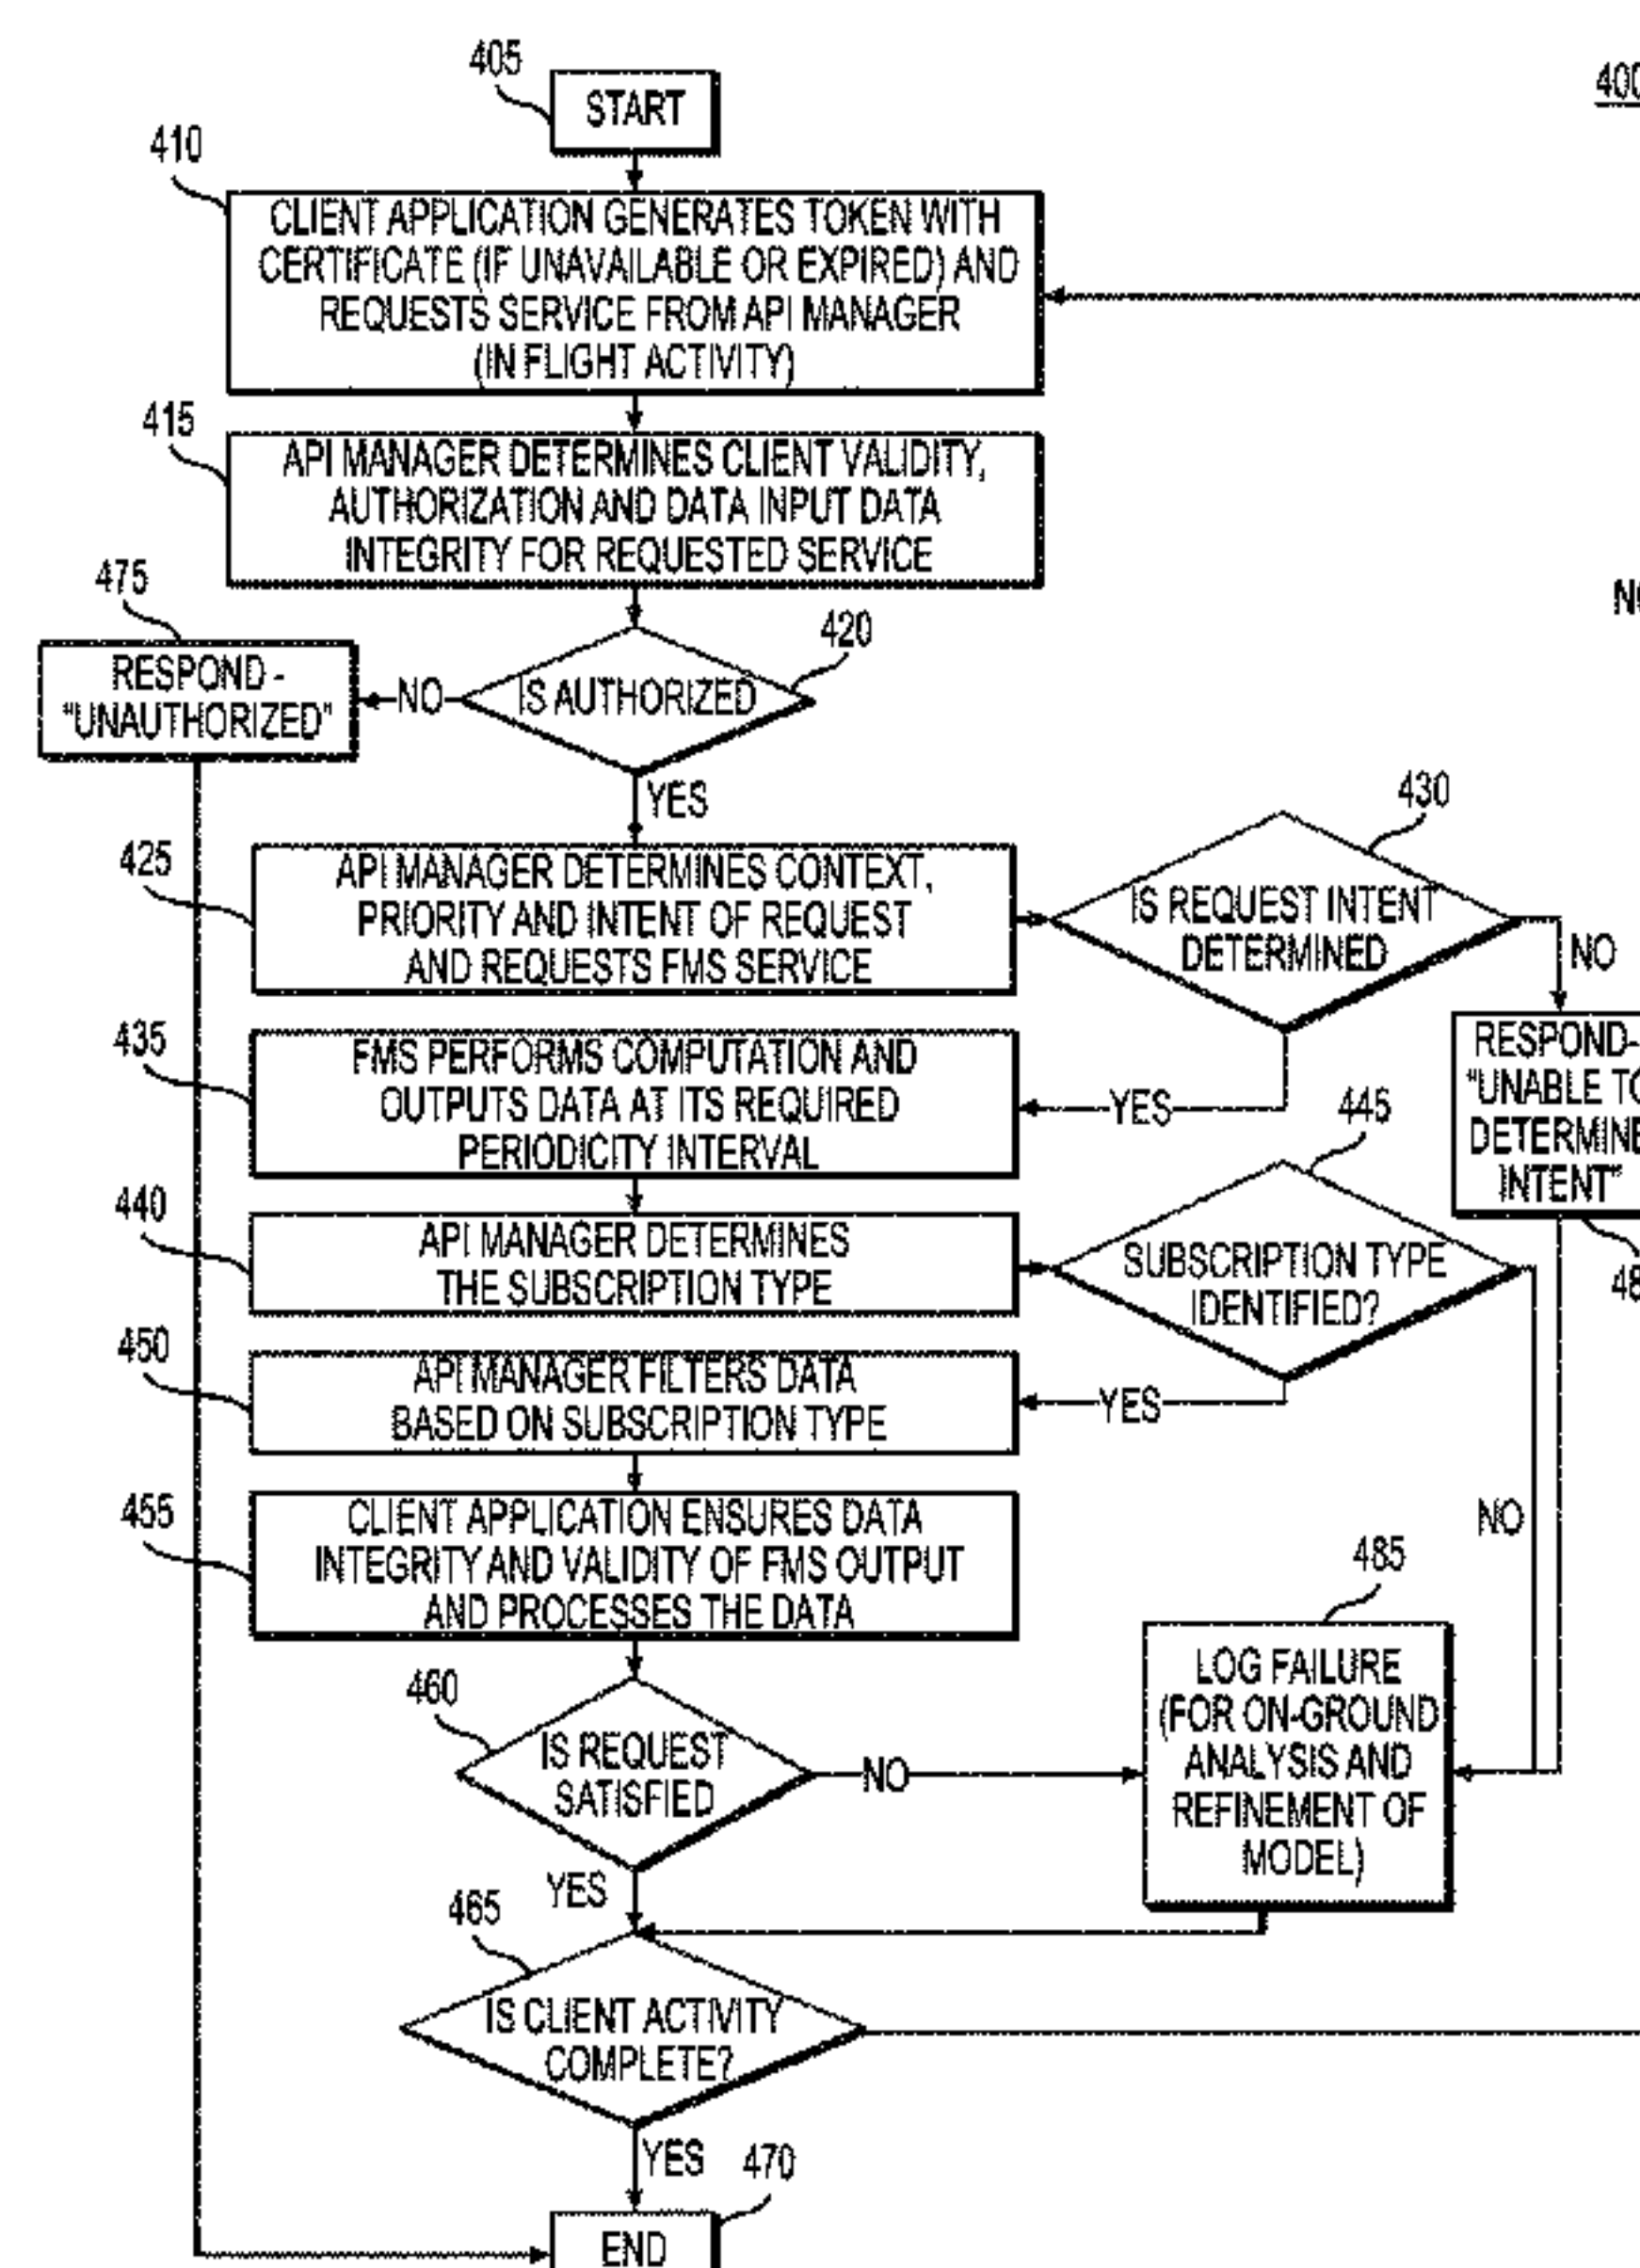 405
START
400
410
CLIENT APPLICATION GENERATES TOKEN WITH
CERTIFICATE (IF UNAVAILABLE OR EXPIRED) AND
REQUESTS SERVICE FROM API MANAGER
(IN FLIGHT ACTIVITY)
415
API MANAGER DETERMINES CLIENT VALIDITY,
AUTHORIZATION AND DATA INPUT DATA
INTEGRITY FOR REQUESTED SERVICE
475
RESPOND -
"UNAUTHORIZED"
NO
420
IS AUTHORIZED
YES
NO
425
API MANAGER DETERMINES CONTEXT,
PRIORITY AND INTENT OF REQUEST
AND REQUESTS FMS SERVICE
430
IS REQUEST INTENT
DETERMINED
NO
RESPOND-
"UNABLE TO
DETERMINE
INTENT"
48
435
FMS PERFORMS COMPUTATION AND
OUTPUTS DATA AT ITS REQUIRED
PERIODICITY INTERVAL
YES
440
API MANAGER DETERMINES
THE SUBSCRIPTION TYPE
445
SUBSCRIPTION TYPE
IDENTIFIED?
450
API MANAGER FILTERS DATA
BASED ON SUBSCRIPTION TYPE
YES
NO
455
CLIENT APPLICATION ENSURES DATA
INTEGRITY AND VALIDITY OF FMS OUTPUT
AND PROCESSES THE DATA
460
IS REQUEST
SATISFIED
NO
485
LOG FAILURE
(FOR ON-GROUND
ANALYSIS AND
REFINEMENT OF
MODEL)
YES
465
IS CLIENT ACTIVITY
COMPLETE?
YES
470
END